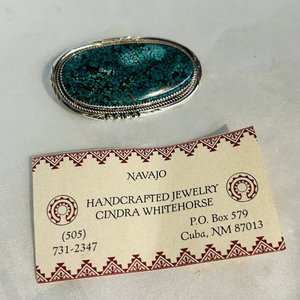 NAVAJO
HANDCRAFTED JEWELRY
CINDRA WHITEHORSE
(505)
731-2347
P.O. Box 579
Cuba, NM 87013